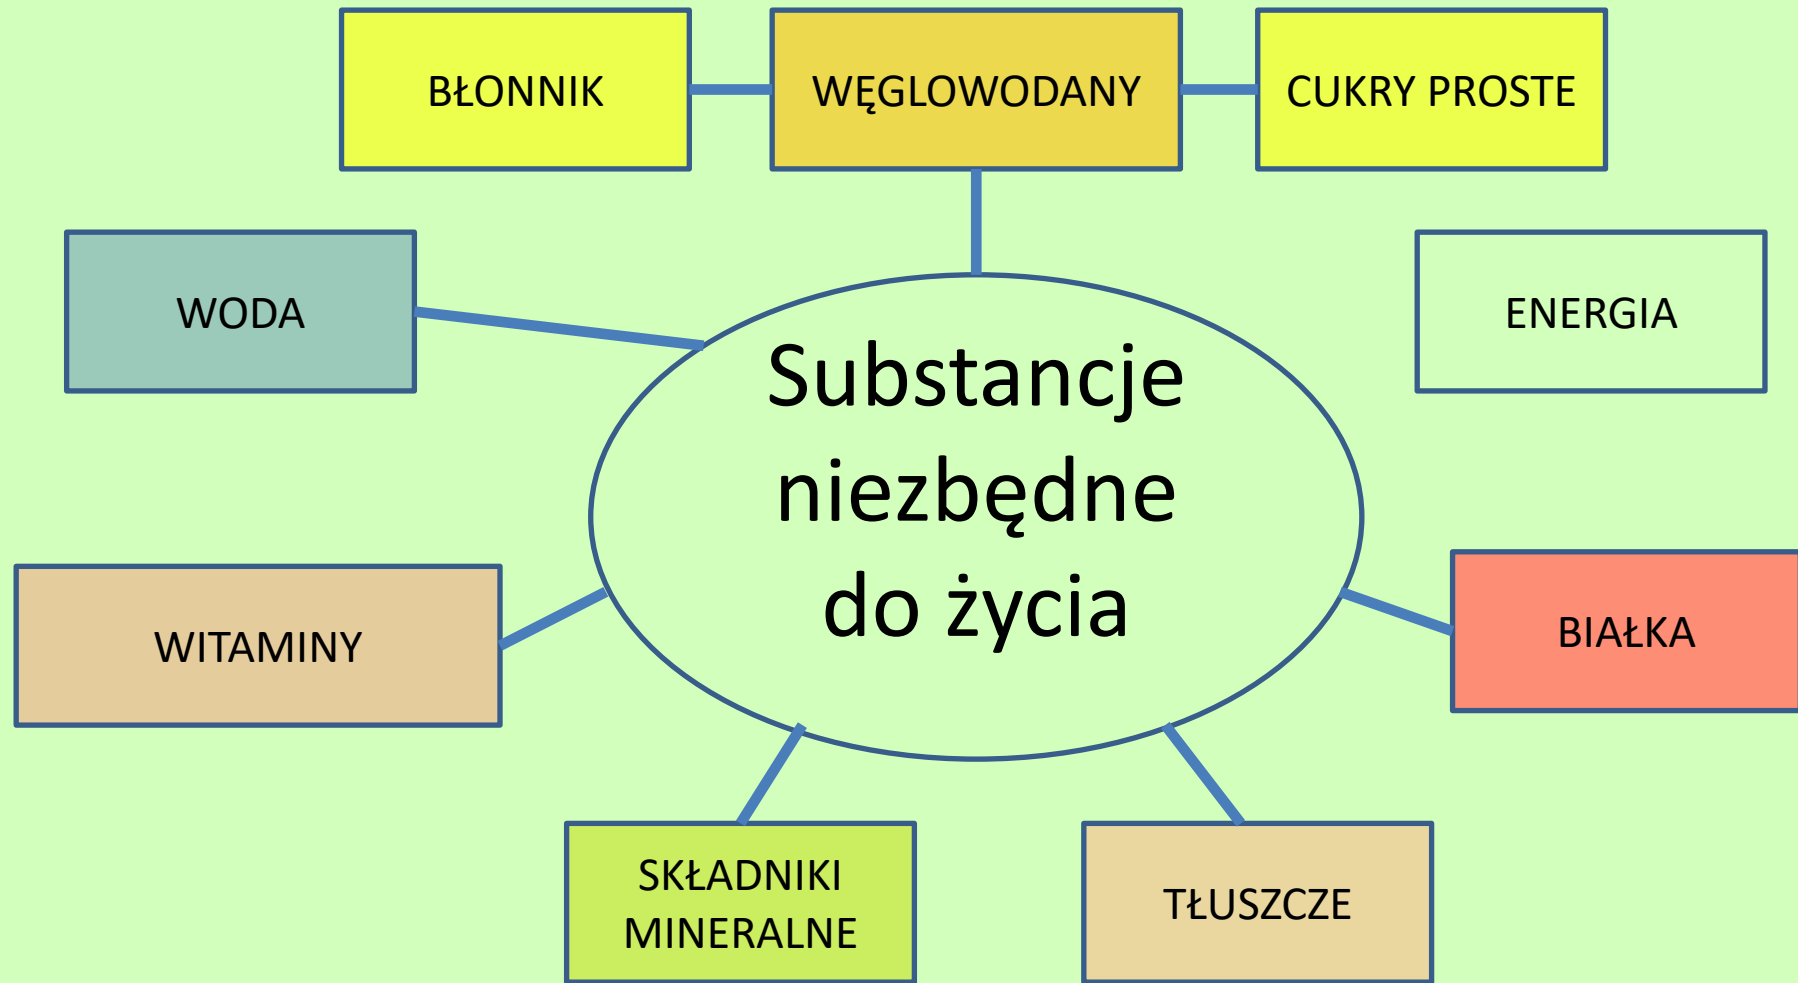 BŁONNIK
WĘGLOWODANY
CUKRY PROSTE
WODA
ENERGIA
Substancje
niezbędne
do życia
WITAMINY
BIAŁKA
SKŁADNIKI
MINERALNE
TŁUSZCZE